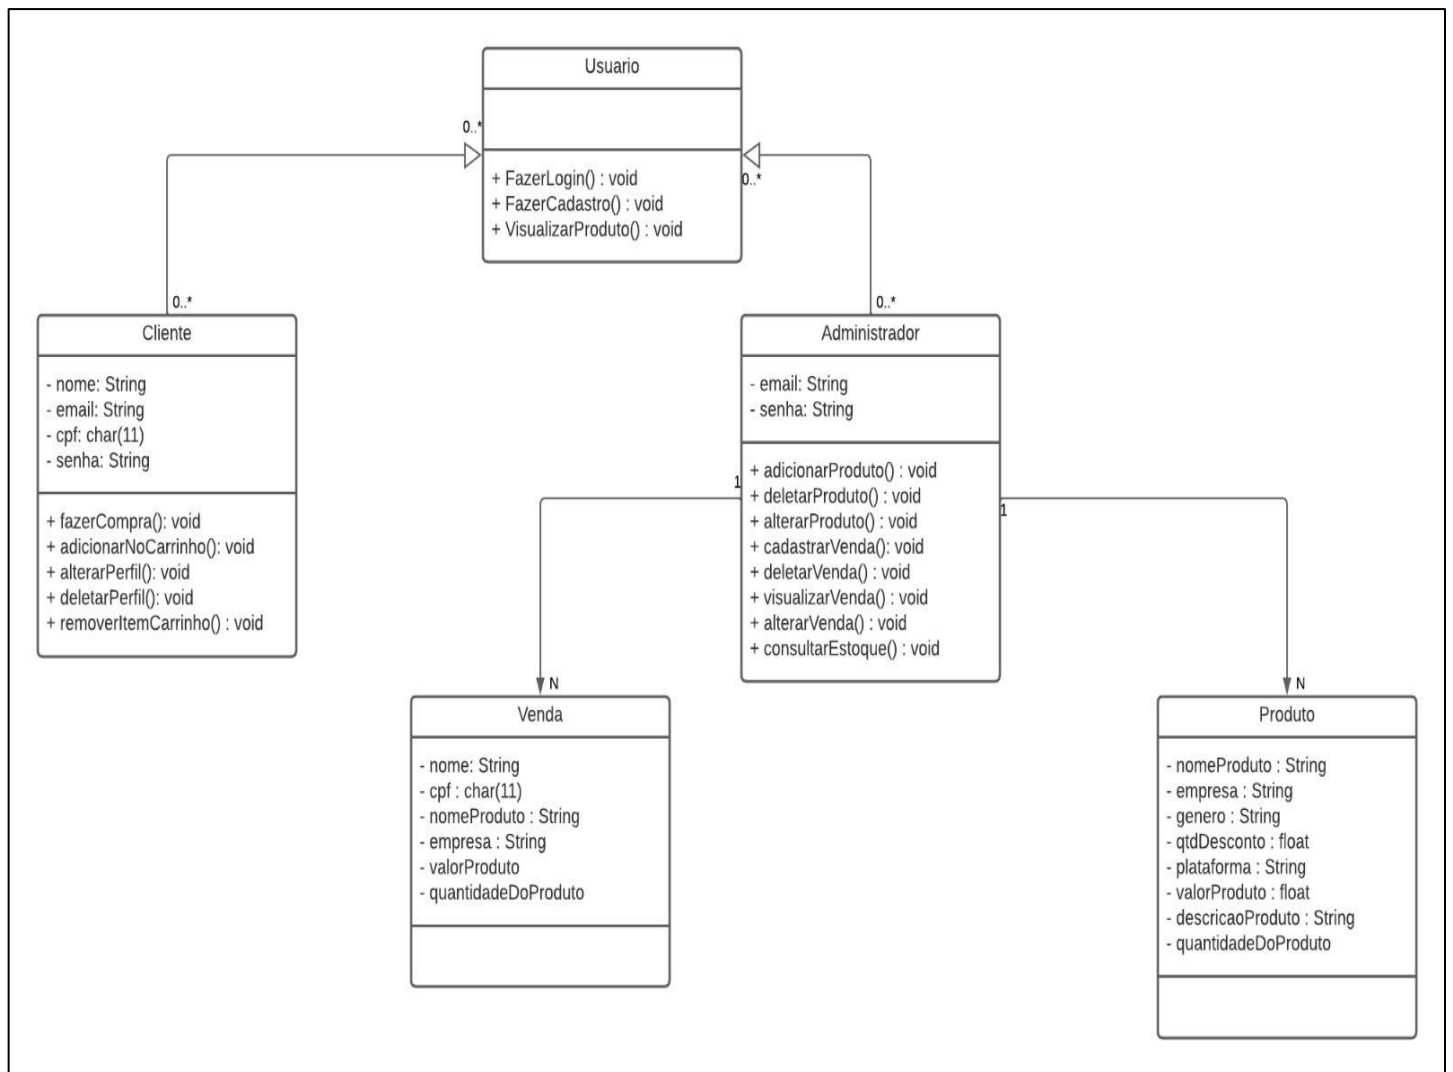 Usuario
0..*
+ FazerLogin() : void
+ FazerCadastro() : void
+ VisualizarProduto() : void
0..*
0..*
Cliente
- nome: String
- email: String
- cpf: char(11)
- senha: String
+ fazerCompra(): void
+ adicionarNoCarrinho(): void
+ alterarPerfil(): void
+ deletarPerfil(): void
+ removerItemCarrinho() : void
0..*
Administrador
- email: String
- senha: String
+ adicionarProduto() : void
+ deletarProduto() : void
+ alterarProduto() : void
+ cadastrarVenda(): void
+ deletarVenda() : void
+ visualizarVenda() : void
+ alterarVenda() : void
+ consultarEstoque() : void
1
1
N
Venda
- nome: String
- cpf : char(11)
- nomeProduto : String
- empresa : String
- valorProduto
- quantidadeDoProduto
N
Produto
- nomeProduto : String
- empresa : String
- genero : String
- qtdDesconto : float
- plataforma : String
- valorProduto : float
- descricaoProduto : String
- quantidadeDoProduto